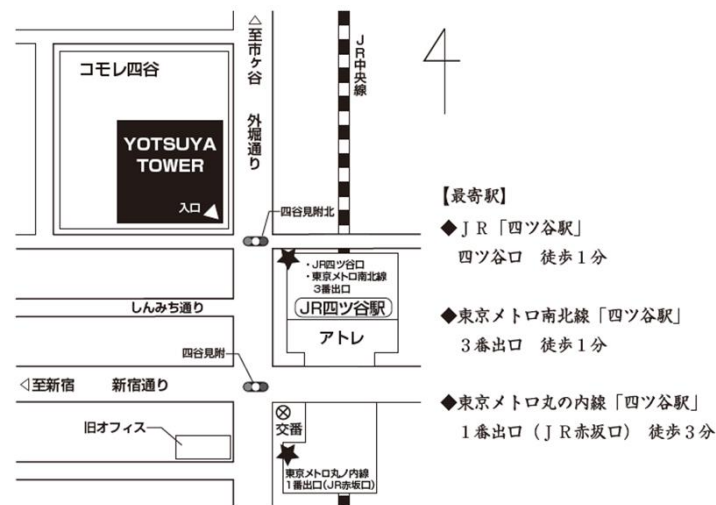 △至市ヶ谷
外堀通り
JR中央線
コモレ四谷
YOTSUYA
TOWER
入口
四谷見附北
・JR四ツ谷口
・東京メトロ南北線
3番出口
JR四ツ谷駅
アトレ
しんみち通り
四谷見附
◁至新宿 新宿通り
旧オフィス
交番
東京メトロ丸ノ内線
1番出口(JR赤坂口)
【最寄駅】
◆JR「四ツ谷駅」
四ツ谷口 徒歩1分
◆東京メトロ南北線「四ツ谷駅」
3番出口 徒歩1分
◆東京メトロ丸の内線「四ツ谷駅」
1番出口(JR赤坂口) 徒歩3分